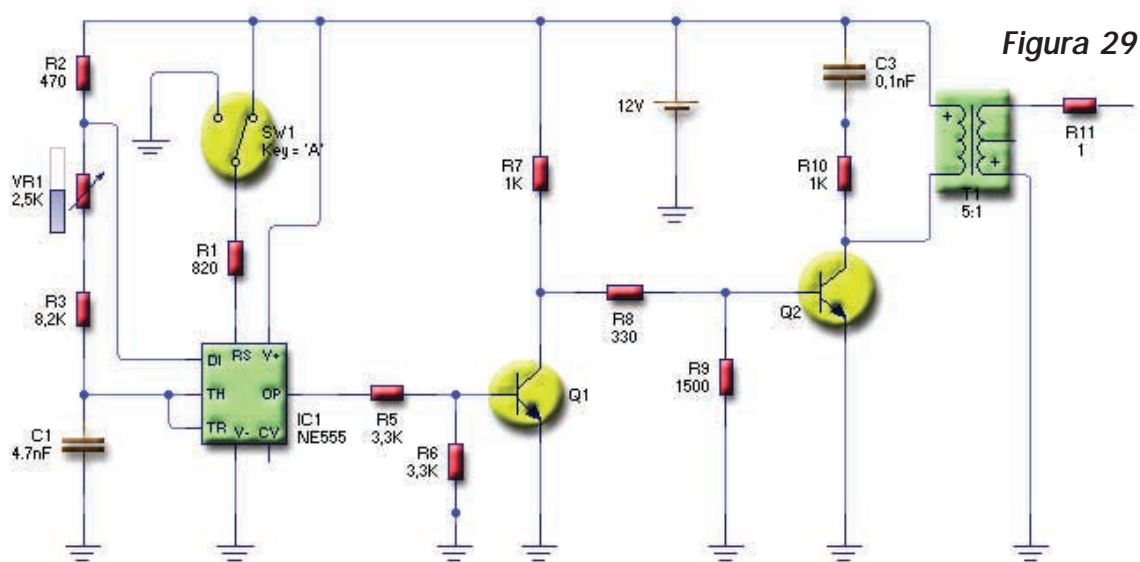 Figura 29
R2
470
VR1
2,5K
R3
8,2K
C1
4.7nF
SW1
Key = 'A'
R1
820
DI
RS
V+
TH
OP
TR
V-
CV
IC1
NE555
R5
3,3K
R6
3,3K
R7
1K
Q1
R8
330
R9
1500
12V
C3
0,1nF
R10
1K
Q2
+
+
T1
5:1
R11
1